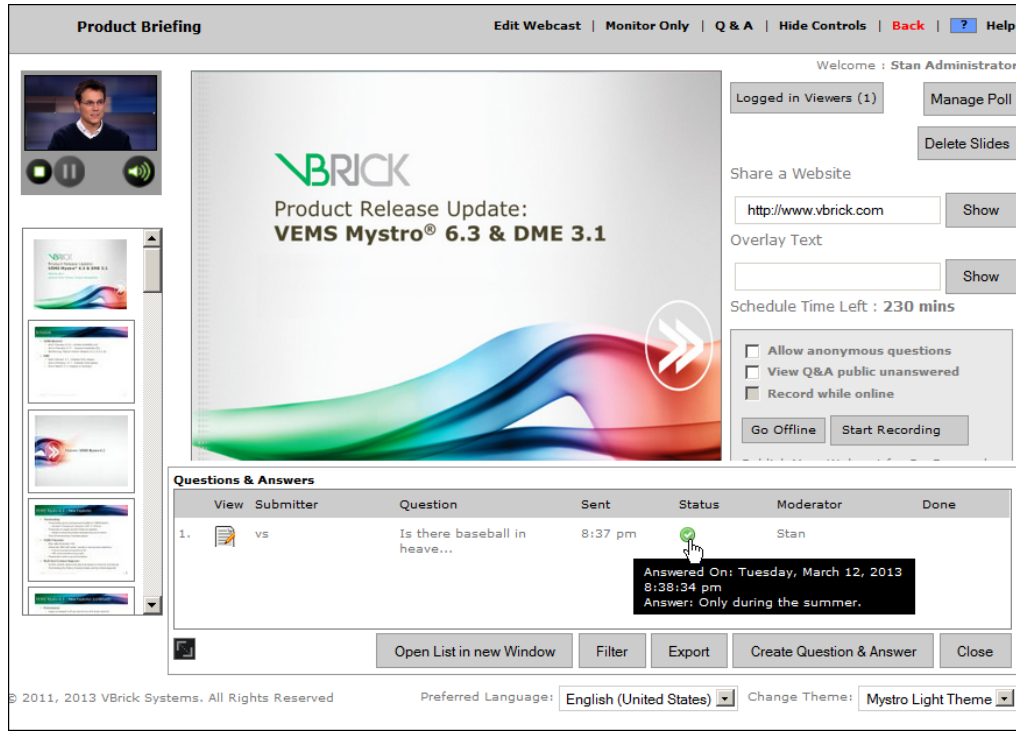 Product Briefing
Edit Webcast | Monitor Only | Q & A | Hide Controls | Back | ? Help
Welcome : Stan Administrator
Logged in Viewers (1)
Manage Poll
Delete Slides
Share a Website
http://www.vbrick.com
Show
Overlay Text
Show
Schedule Time Left : 230 mins
Allow anonymous questions
View Q&A public unanswered
Record while online
Go Offline
Start Recording
VBRICK
Product Release Update:
VEMS Mystro® 6.3 & DME 3.1
Questions & Answers
View Submitter Question Sent Status Moderator Done
1. vs Is there baseball in heave... 8:37 pm Stan
Answered On: Tuesday, March 12, 2013
8:38:34 pm
Answer: Only during the summer.
Open List in new Window
Filter
Export
Create Question & Answer
Close
© 2011, 2013 VBrick Systems. All Rights Reserved
Preferred Language: English (United States)
Change Theme: Mystro Light Theme